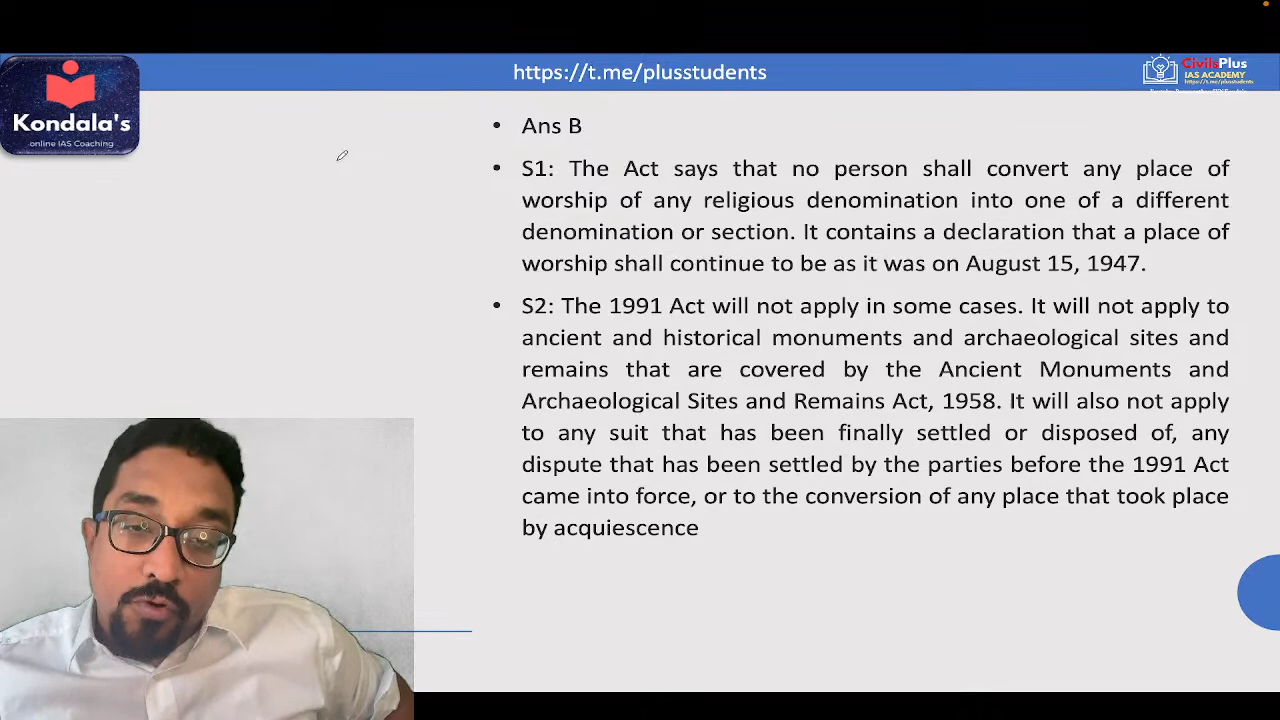 https://t.me/plusstudents
CivilsPlus
IAS ACADEMY
https://t.me/plusstudents
Kondala's
online IAS Coaching
• Ans B
• S1: The Act says that no person shall convert any place of
worship of any religious denomination into one of a different
denomination or section. It contains a declaration that a place of
worship shall continue to be as it was on August 15, 1947.
• S2: The 1991 Act will not apply in some cases. It will not apply to
ancient and historical monuments and archaeological sites and
remains that are covered by the Ancient Monuments and
Archaeological Sites and Remains Act, 1958. It will also not apply
to any suit that has been finally settled or disposed of, any
dispute that has been settled by the parties before the 1991 Act
came into force, or to the conversion of any place that took place
by acquiescence